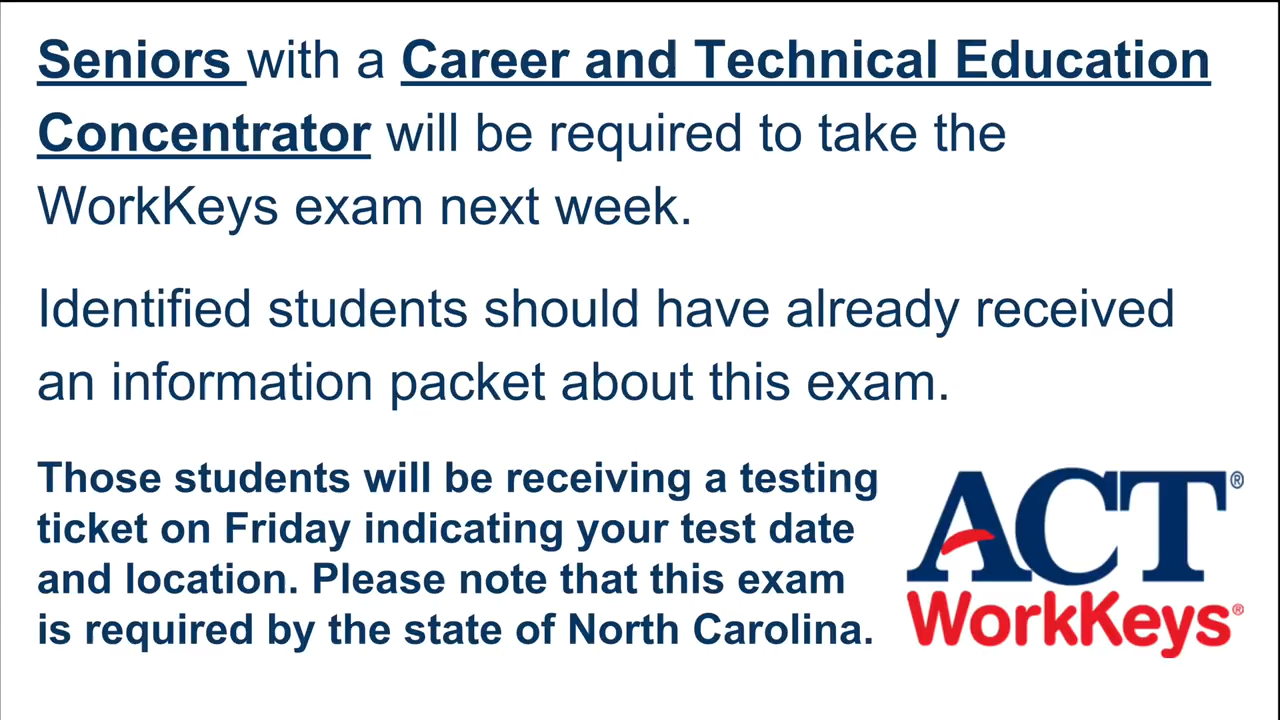 Seniors with a Career and Technical Education
Concentrator will be required to take the
WorkKeys exam next week.
Identified students should have already received
an information packet about this exam.
Those students will be receiving a testing
ticket on Friday indicating your test date
and location. Please note that this exam
is required by the state of North Carolina.
ACT®
WorkKeys®